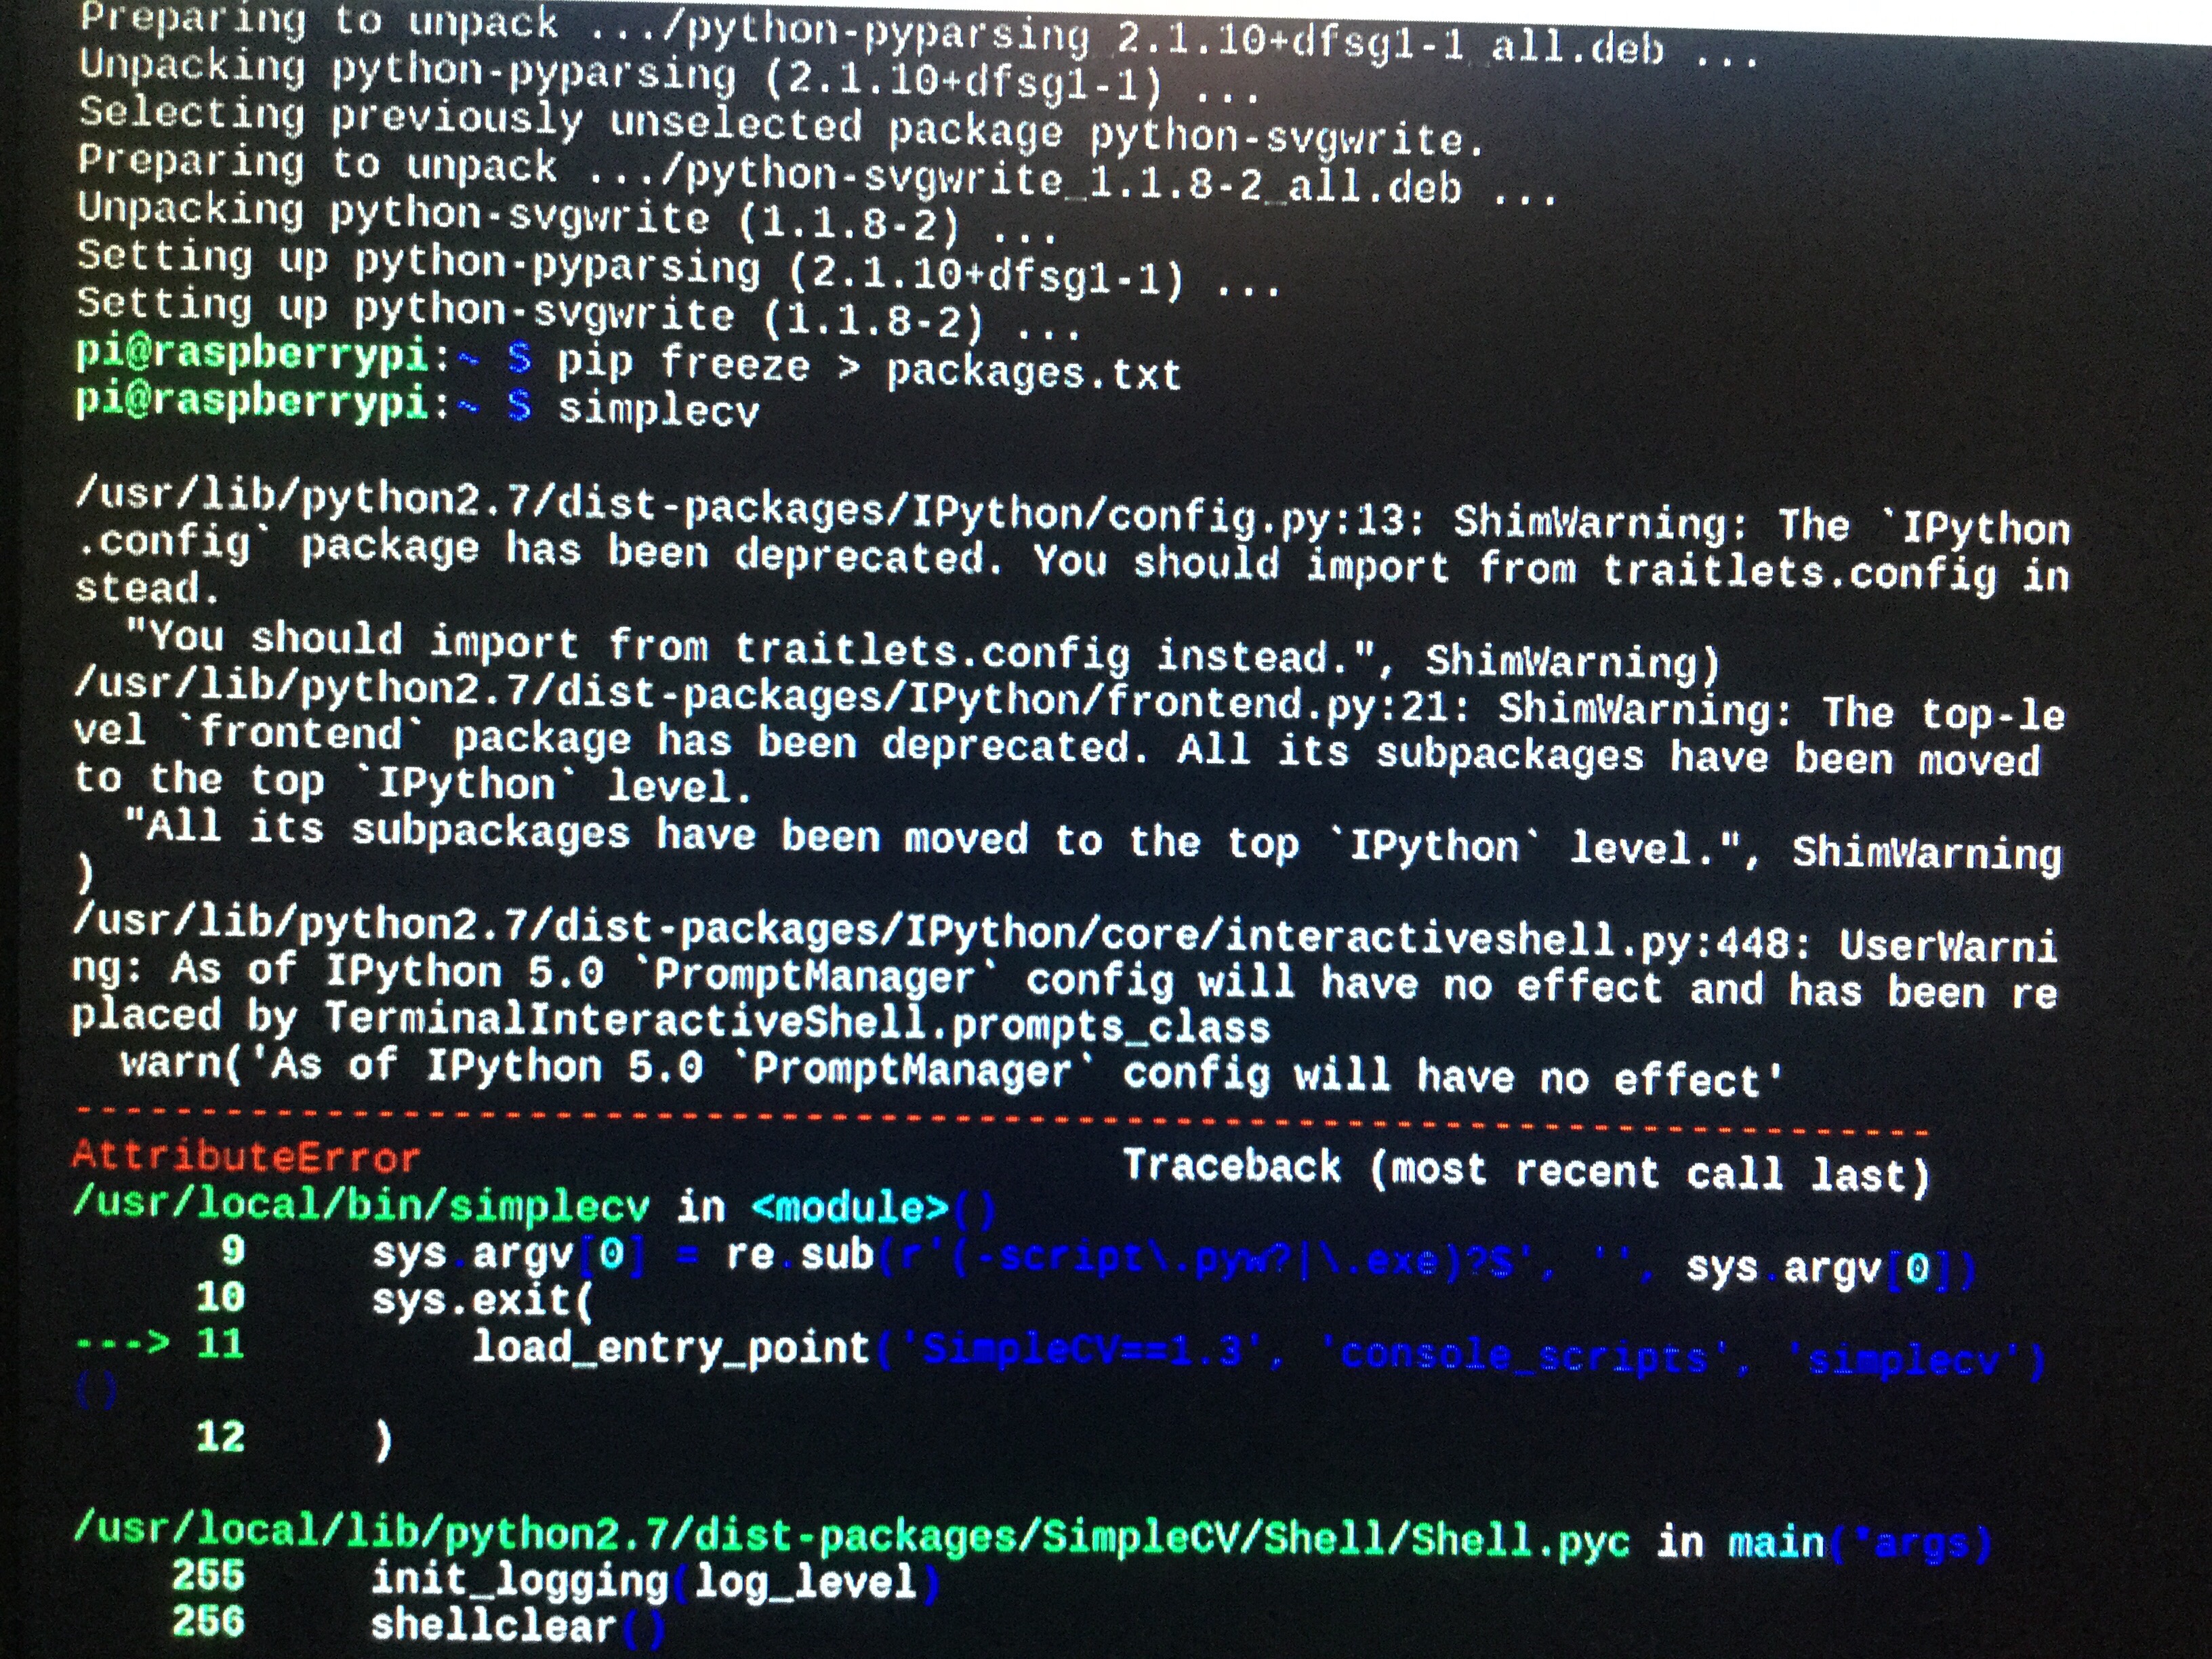 Preparing to unpack .../python-pyparsing_2.1.10+dfsg1-1_all.deb ...
Unpacking python-pyparsing (2.1.10+dfsg1-1) ...
Selecting previously unselected package python-svgwrite.
Preparing to unpack .../python-svgwrite_1.1.8-2_all.deb ...
Unpacking python-svgwrite (1.1.8-2) ...
Setting up python-pyparsing (2.1.10+dfsg1-1) ...
Setting up python-svgwrite (1.1.8-2) ...
pi@raspberrypi:~ $ pip freeze > packages.txt
pi@raspberrypi:~ $ simplecv
/usr/lib/python2.7/dist-packages/IPython/config.py:13: ShimWarning: The `IPython
.config` package has been deprecated. You should import from traitlets.config in
stead.
  "You should import from traitlets.config instead.", ShimWarning)
/usr/lib/python2.7/dist-packages/IPython/frontend.py:21: ShimWarning: The top-le
vel `frontend` package has been deprecated. All its subpackages have been moved
to the top `IPython` level.
  "All its subpackages have been moved to the top `IPython` level.", ShimWarning
)
/usr/lib/python2.7/dist-packages/IPython/core/interactiveshell.py:448: UserWarni
ng: As of IPython 5.0 `PromptManager` config will have no effect and has been re
placed by TerminalInteractiveShell.prompts_class
  warn('As of IPython 5.0 `PromptManager` config will have no effect'
---------------------------------------------------------------------------
AttributeError                            Traceback (most recent call last)
/usr/local/bin/simplecv in <module>()
      9     sys.argv[0] = re.sub(r'(-script\.pyw?|\.exe)?$', '', sys.argv[0])
     10     sys.exit(
---> 11         load_entry_point('SimpleCV==1.3', 'console_scripts', 'simplecv')
()
     12     )
/usr/local/lib/python2.7/dist-packages/SimpleCV/Shell/Shell.pyc in main(*args)
    255     init_logging(log_level)
    256     shellclear()